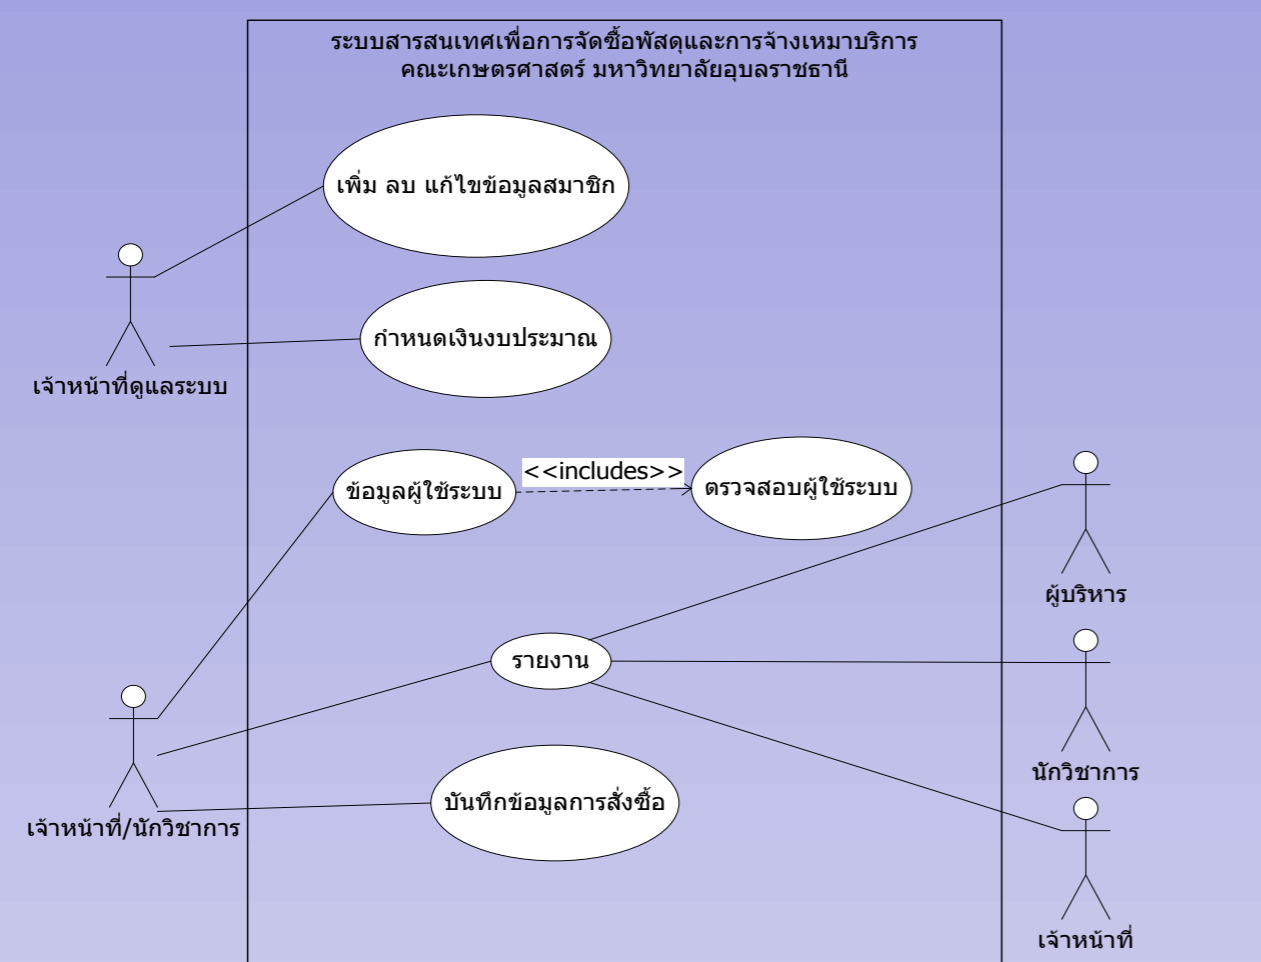 ระบบสารสนเทศเพื่อการจัดซื้อพัสดุและการจ้างเหมาบริการ
คณะเกษตรศาสตร์ มหาวิทยาลัยอุบลราชธานี
เพิ่ม ลบ แก้ไขข้อมูลสมาชิก
กำหนดเงินงบประมาณ
เจ้าหน้าที่ดูแลระบบ
<<includes>>
ข้อมูลผู้ใช้ระบบ
ตรวจสอบผู้ใช้ระบบ
ผู้บริหาร
รายงาน
นักวิชาการ
บันทึกข้อมูลการสั่งซื้อ
เจ้าหน้าที่/นักวิชาการ
เจ้าหน้าที่